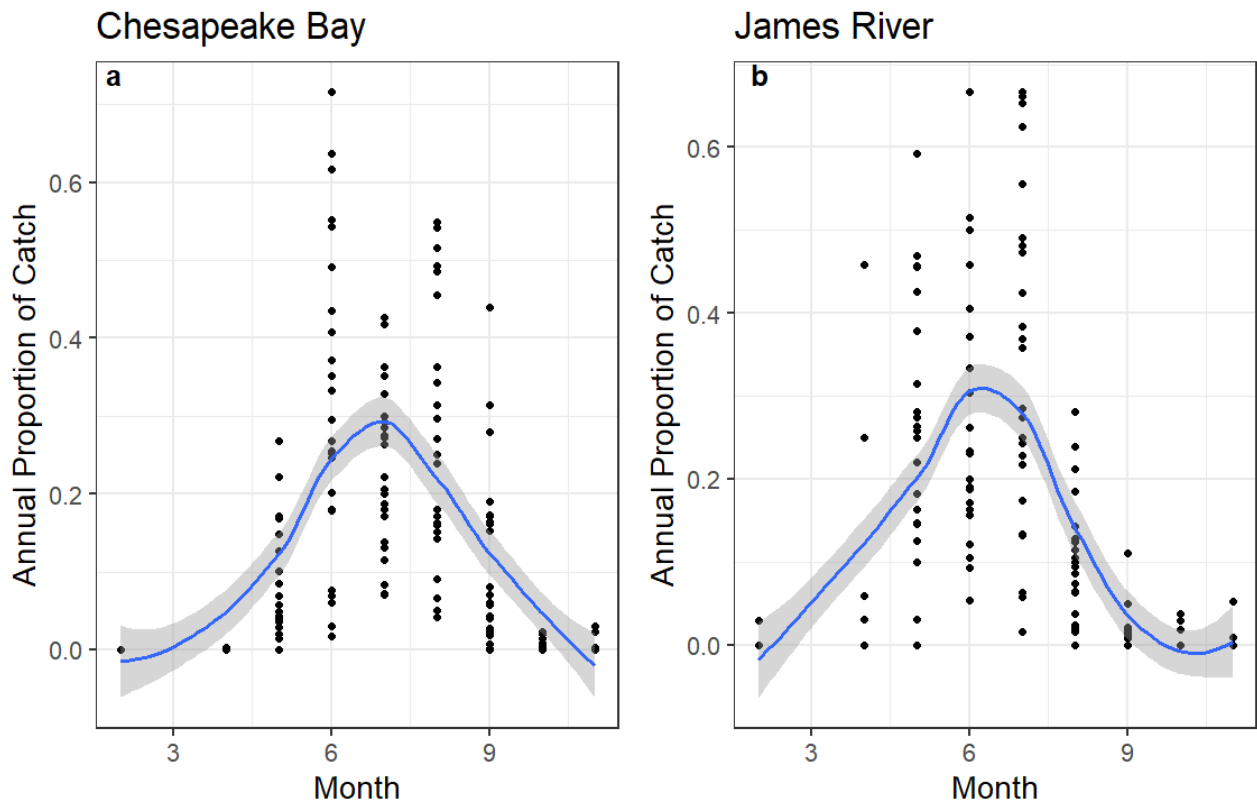 Chesapeake Bay
a
Annual Proportion of Catch
0.6
0.4
0.2
0.0
3 6 9
Month
James River
b
Annual Proportion of Catch
0.6
0.4
0.2
0.0
3 6 9
Month